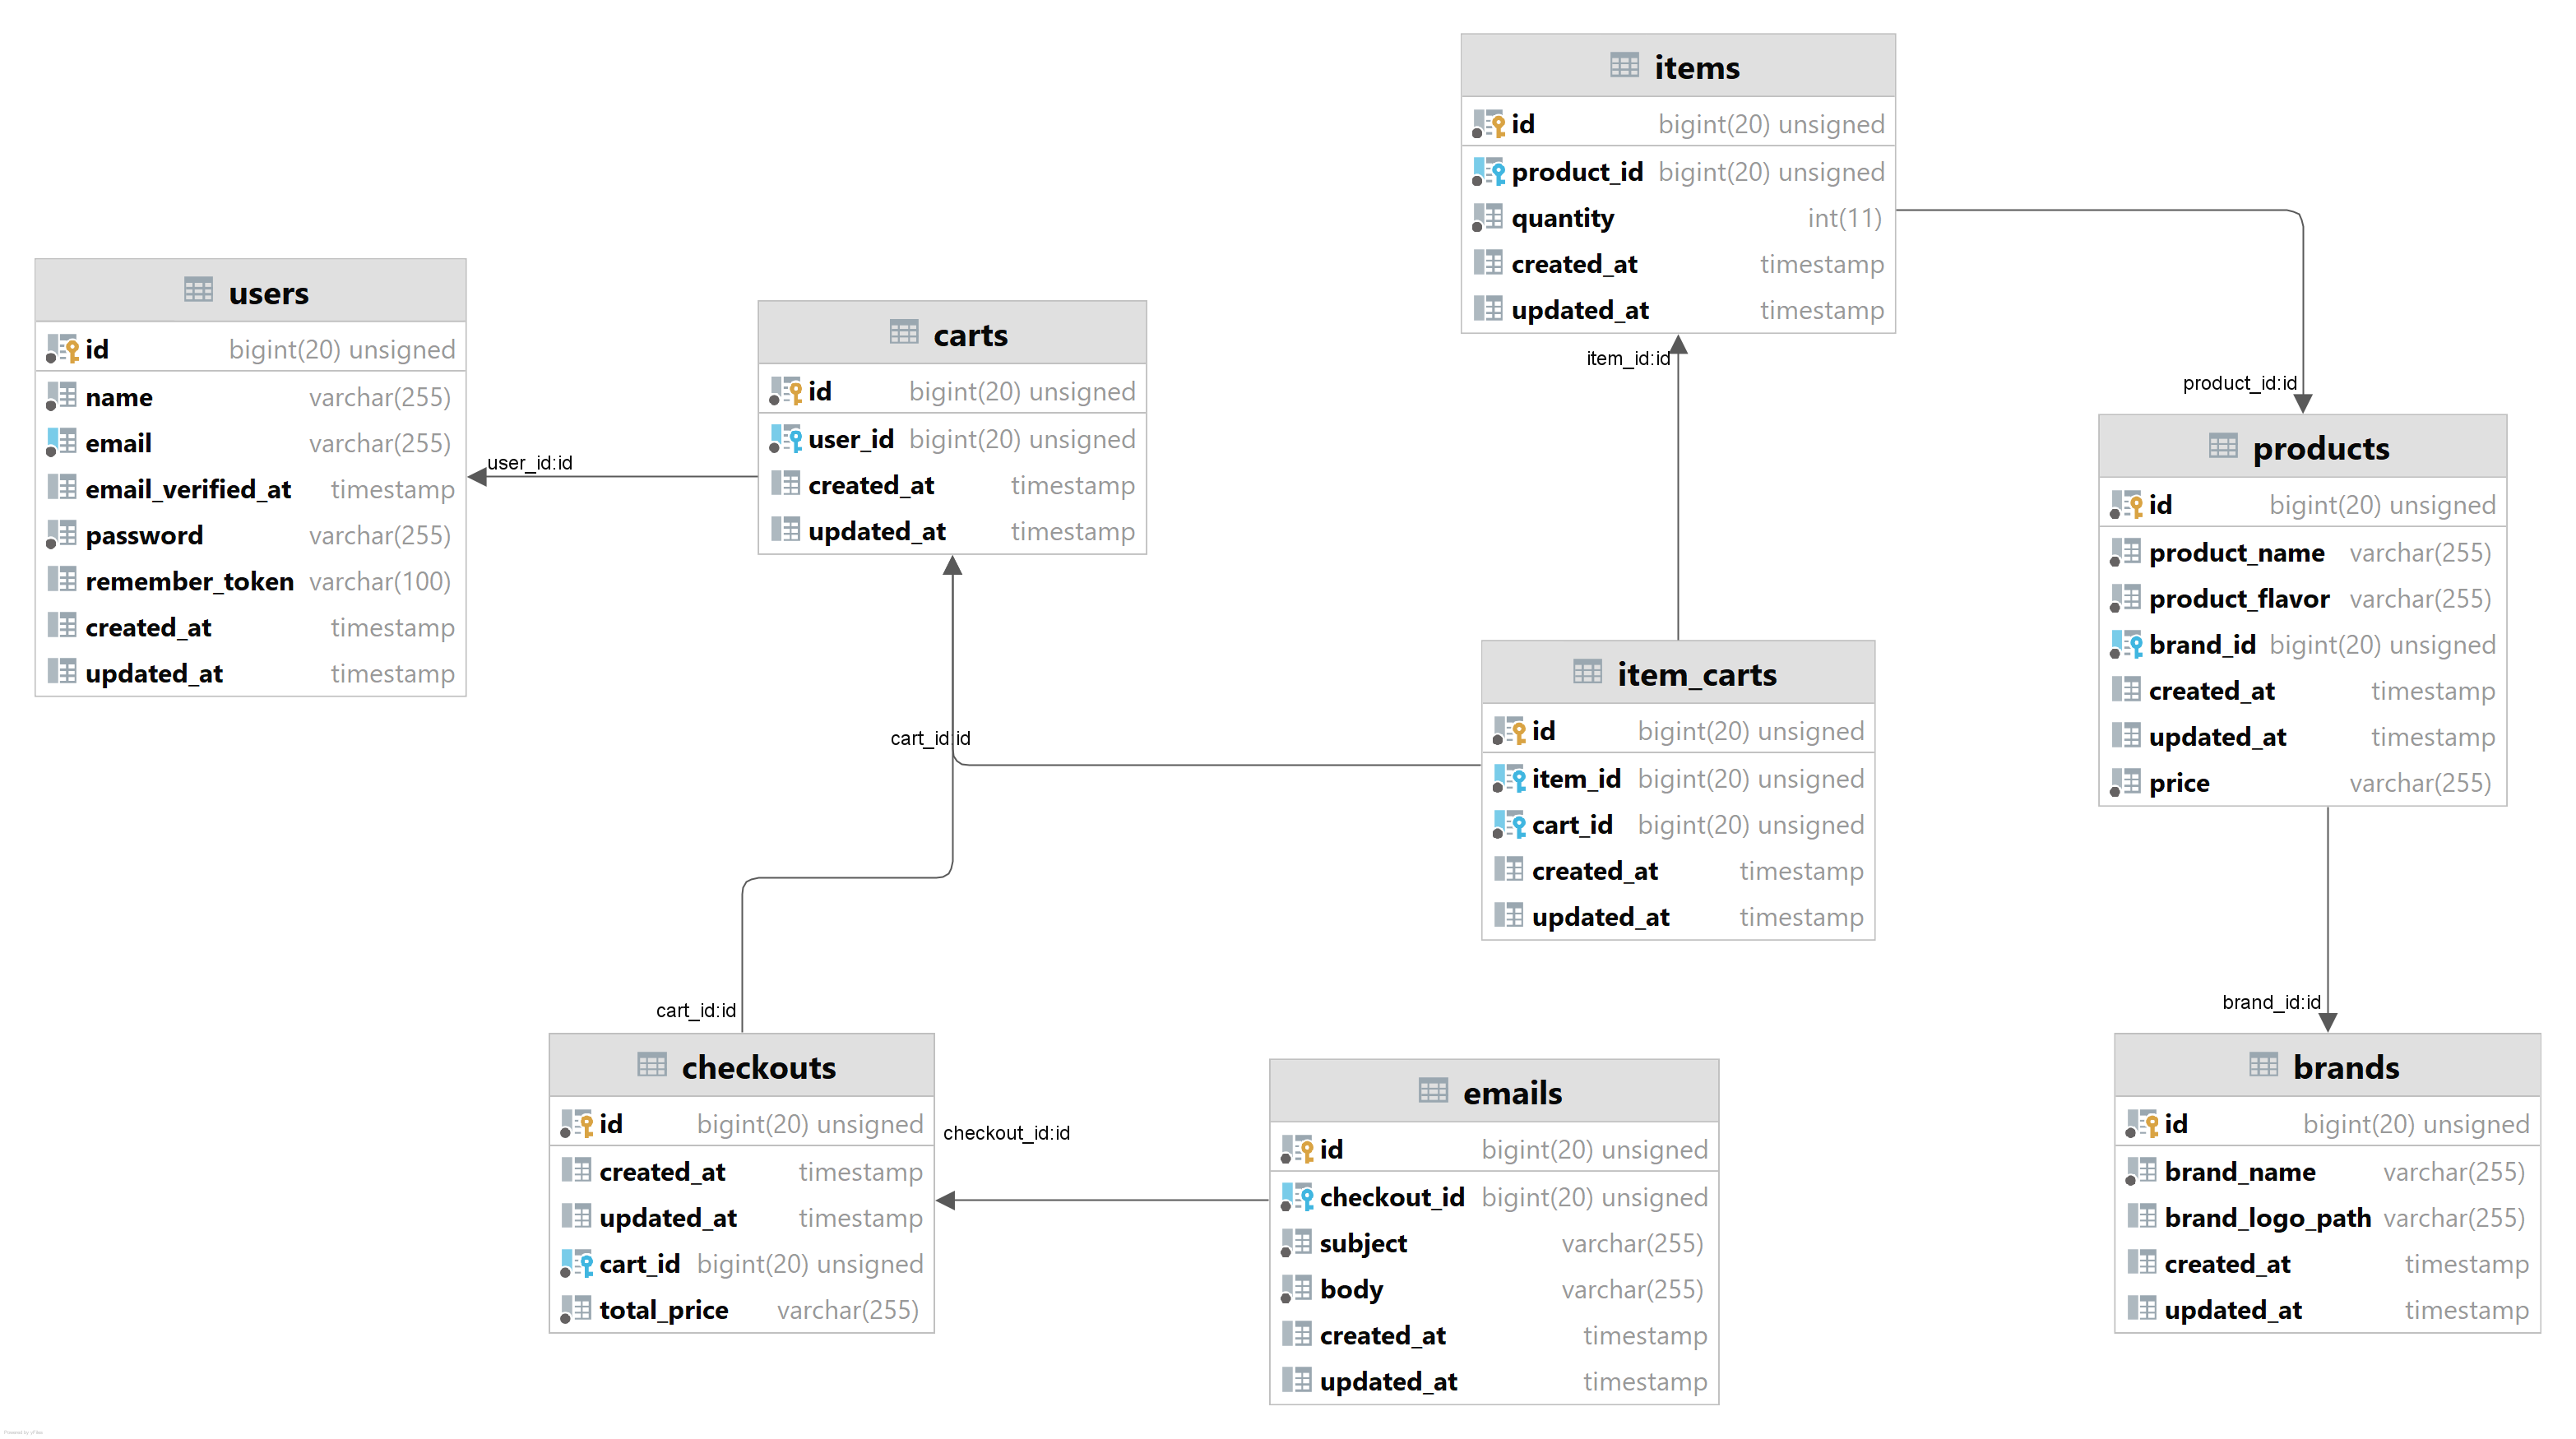 users
id bigint(20) unsigned
name varchar(255)
email varchar(255)
email_verified_at timestamp
password varchar(255)
remember_token varchar(100)
created_at timestamp
updated_at timestamp
user_id:id
carts
id bigint(20) unsigned
user_id bigint(20) unsigned
created_at timestamp
updated_at timestamp
cart_id:id
items
id bigint(20) unsigned
product_id bigint(20) unsigned
quantity int(11)
created_at timestamp
updated_at timestamp
item_id:id
product_id:id
item_carts
id bigint(20) unsigned
item_id bigint(20) unsigned
cart_id bigint(20) unsigned
created_at timestamp
updated_at timestamp
products
id bigint(20) unsigned
product_name varchar(255)
product_flavor varchar(255)
brand_id bigint(20) unsigned
created_at timestamp
updated_at timestamp
price varchar(255)
brand_id:id
cart_id:id
checkouts
id bigint(20) unsigned
created_at timestamp
updated_at timestamp
cart_id bigint(20) unsigned
total_price varchar(255)
checkout_id:id
emails
id bigint(20) unsigned
checkout_id bigint(20) unsigned
subject varchar(255)
body varchar(255)
created_at timestamp
updated_at timestamp
brands
id bigint(20) unsigned
brand_name varchar(255)
brand_logo_path varchar(255)
created_at timestamp
updated_at timestamp
Powered by yFiles